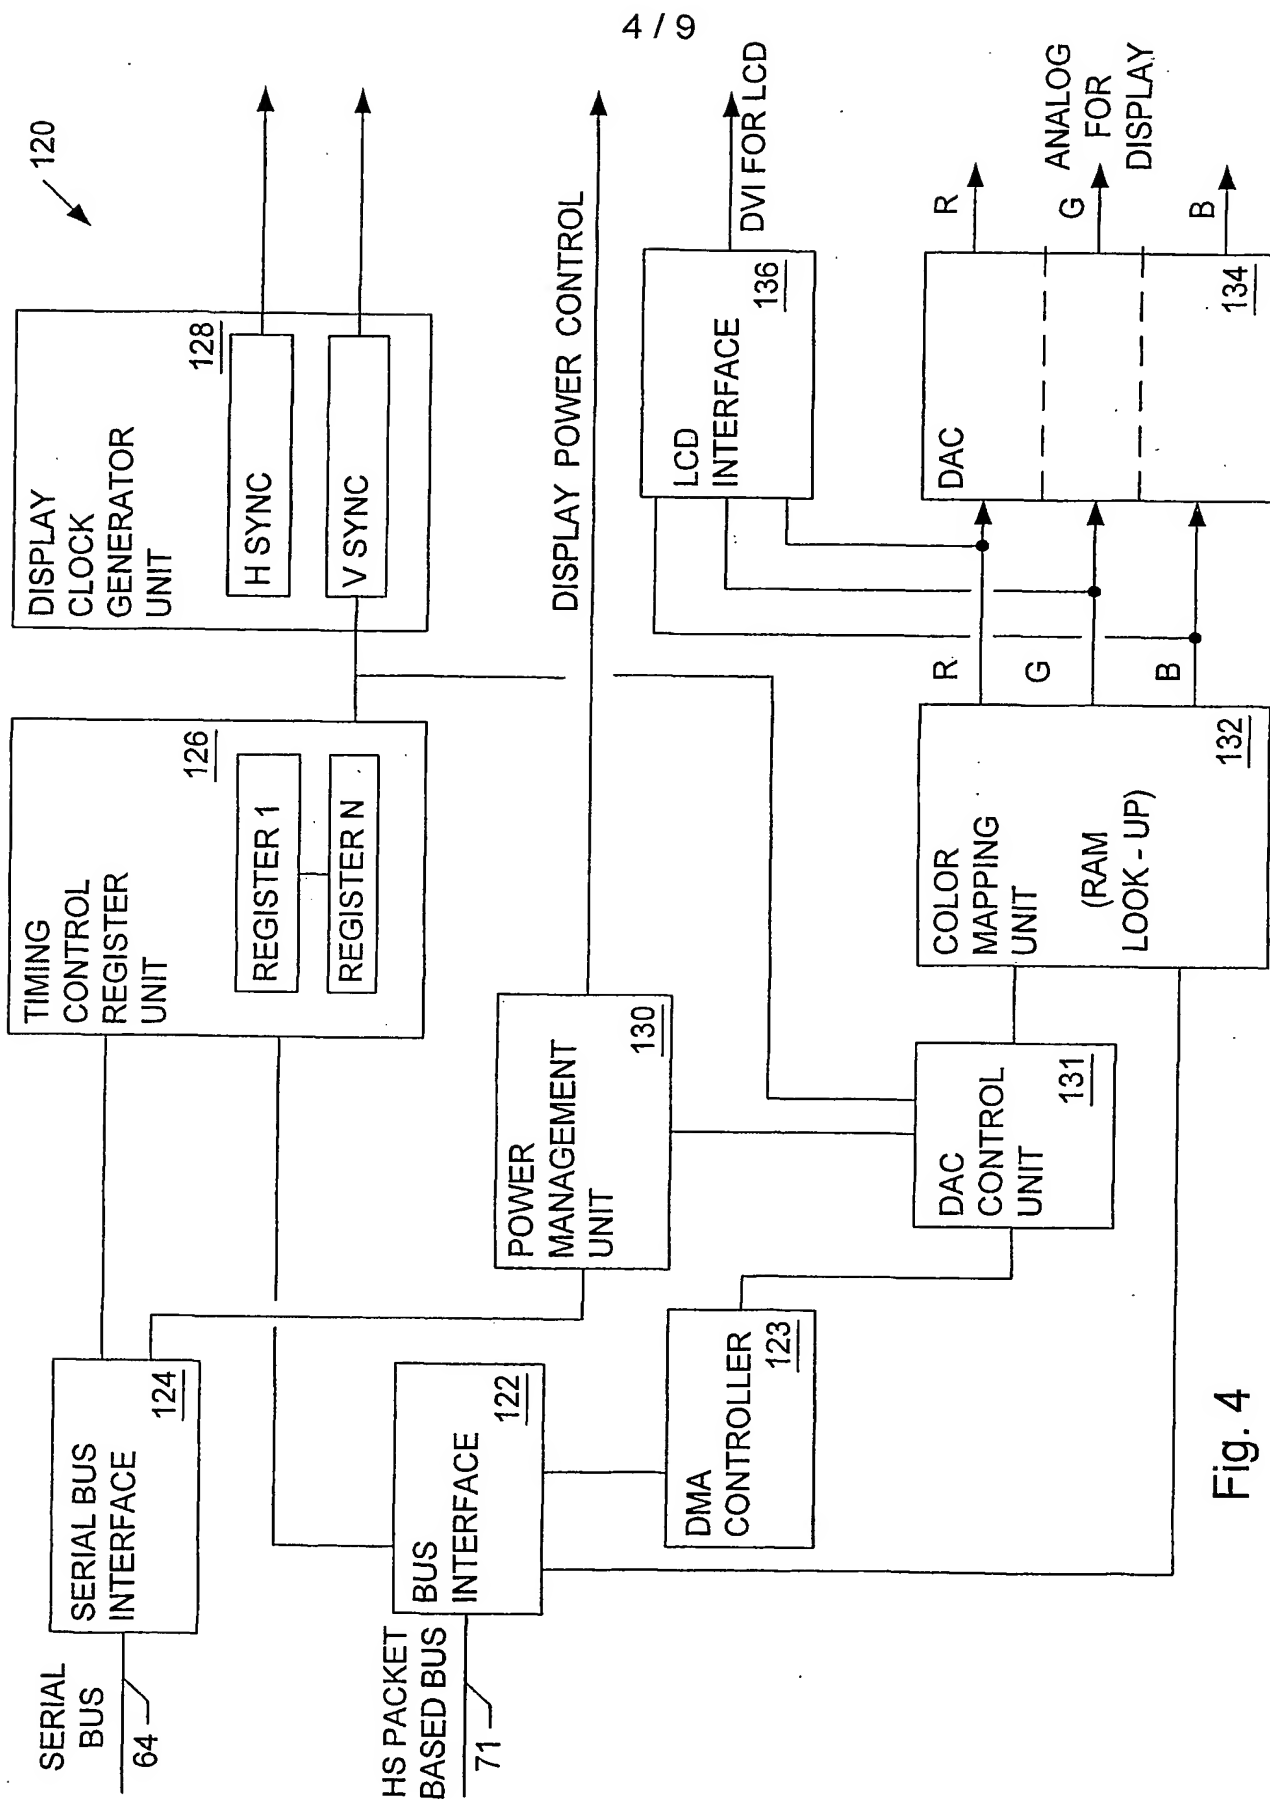 4 / 9
120
SERIAL
BUS
64
SERIAL BUS
INTERFACE
124
TIMING
CONTROL
REGISTER
UNIT
126
REGISTER 1
REGISTER N
DISPLAY
CLOCK
GENERATOR
UNIT
128
H SYNC
V SYNC
HS PACKET
BASED BUS
71
BUS
INTERFACE
122
POWER
MANAGEMENT
UNIT
130
DISPLAY POWER CONTROL
DMA
CONTROLLER
123
DAC
CONTROL
UNIT
131
COLOR
MAPPING
UNIT
(RAM
LOOK - UP)
132
R
G
B
LCD
INTERFACE
136
DVI FOR LCD
DAC
134
R
G
B
ANALOG
FOR
DISPLAY
Fig. 4